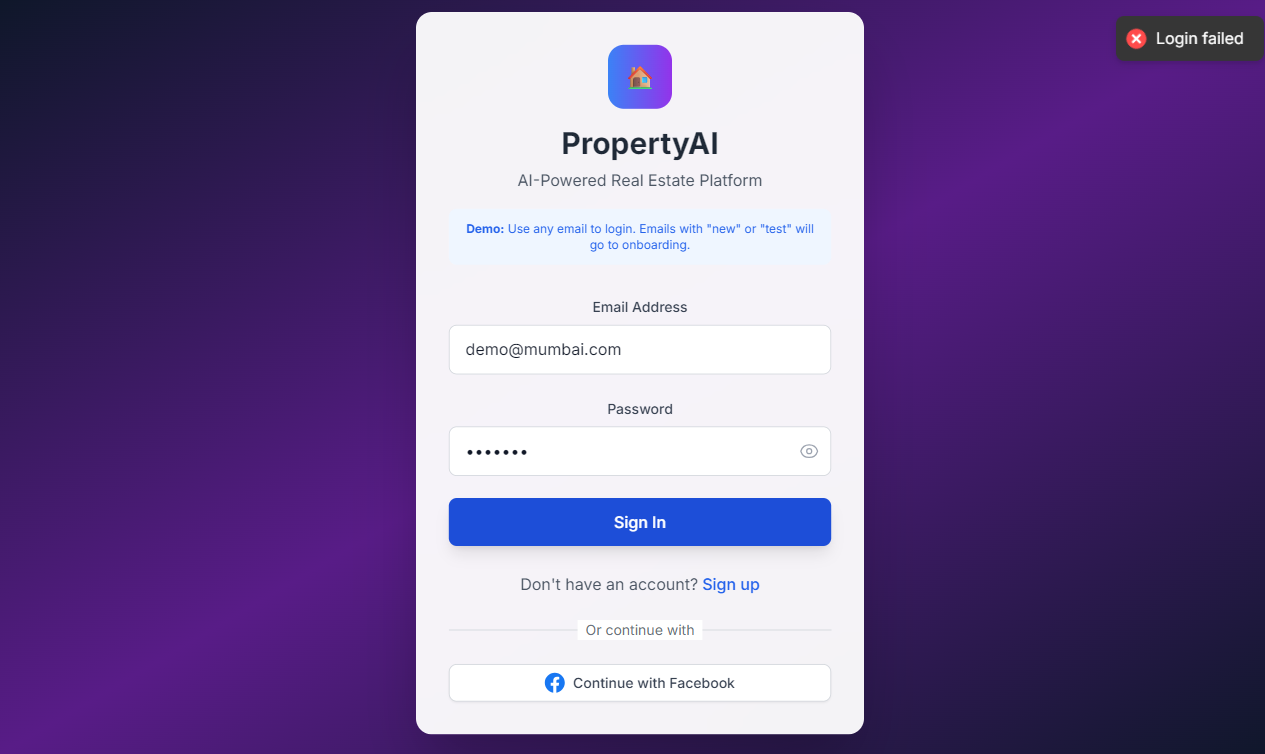 Login failed
PropertyAI
AI-Powered Real Estate Platform
Demo: Use any email to login. Emails with "new" or "test" will
go to onboarding.
Email Address
demo@mumbai.com
Password
•••••••
Sign In
Don't have an account? Sign up
Or continue with
Continue with Facebook